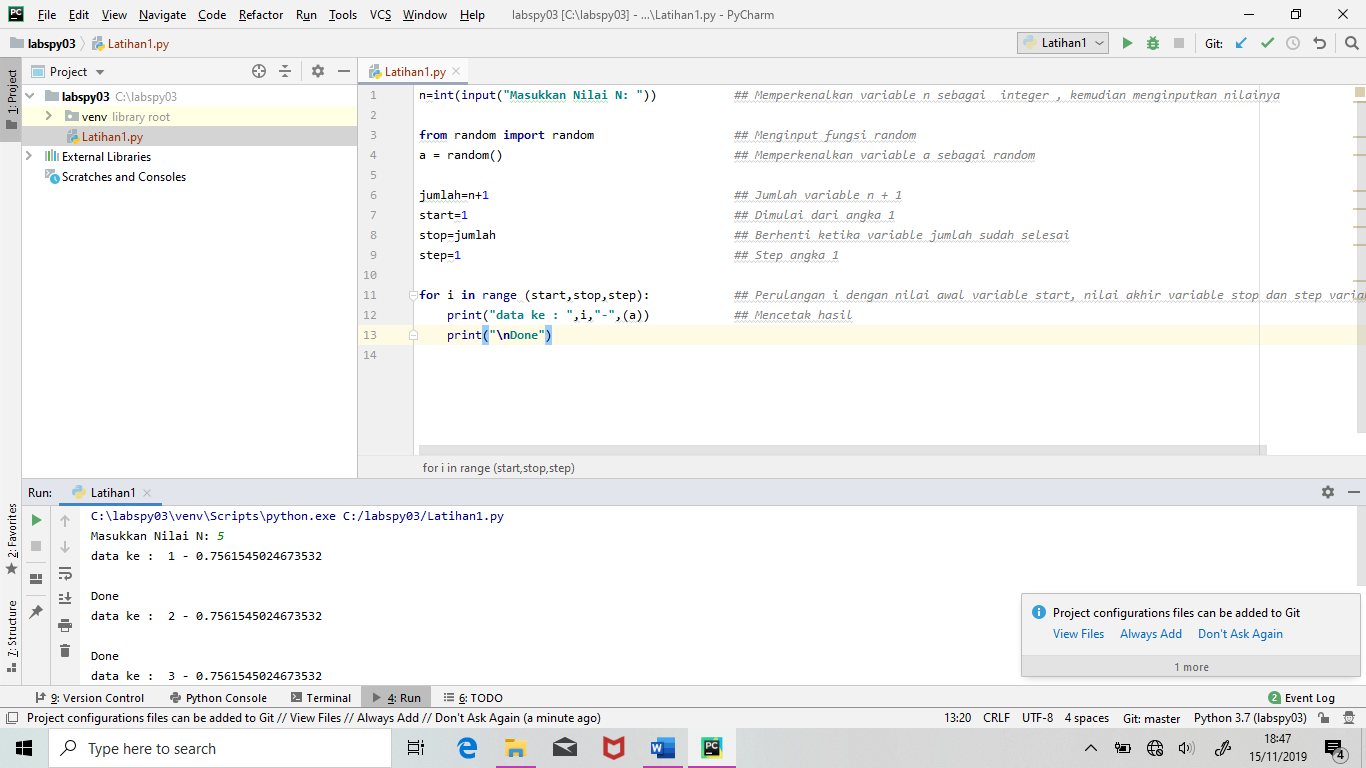 File Edit View Navigate Code Refactor Run Tools VCS Window Help labspy03 [C:\labspy03] - ...\Latihan1.py - PyCharm
labspy03 Latihan1.py Latihan1 Git:
1: Project
Project
labspy03 C:\labspy03
venv library root
Latihan1.py
External Libraries
Scratches and Consoles
Latihan1.py
1 n=int(input("Masukkan Nilai N: ")) ## Memperkenalkan variable n sebagai  integer , kemudian menginputkan nilainya
2
3 from random import random ## Menginput fungsi random
4 a = random() ## Memperkenalkan variable a sebagai random
5
6 jumlah=n+1 ## Jumlah variable n + 1
7 start=1 ## Dimulai dari angka 1
8 stop=jumlah ## Berhenti ketika variable jumlah sudah selesai
9 step=1 ## Step angka 1
10
11 for i in range (start,stop,step): ## Perulangan i dengan nilai awal variable start, nilai akhir variable stop dan step varia
12     print("data ke : ",i,"-",(a)) ## Mencetak hasil
13     print("\nDone")
14
for i in range (start,stop,step)
Run: Latihan1
2: Favorites
7: Structure
C:\labspy03\venv\Scripts\python.exe C:/labspy03/Latihan1.py
Masukkan Nilai N: 5
data ke :  1 - 0.7561545024673532
Done
data ke :  2 - 0.7561545024673532
Done
data ke :  3 - 0.7561545024673532
Project configurations files can be added to Git
View Files Always Add Don't Ask Again
1 more
9: Version Control Python Console Terminal 4: Run 6: TODO 2 Event Log
Project configurations files can be added to Git // View Files // Always Add // Don't Ask Again (a minute ago) 13:20 CRLF UTF-8 4 spaces Git: master Python 3.7 (labspy03)
Type here to search
18:47
15/11/2019
4